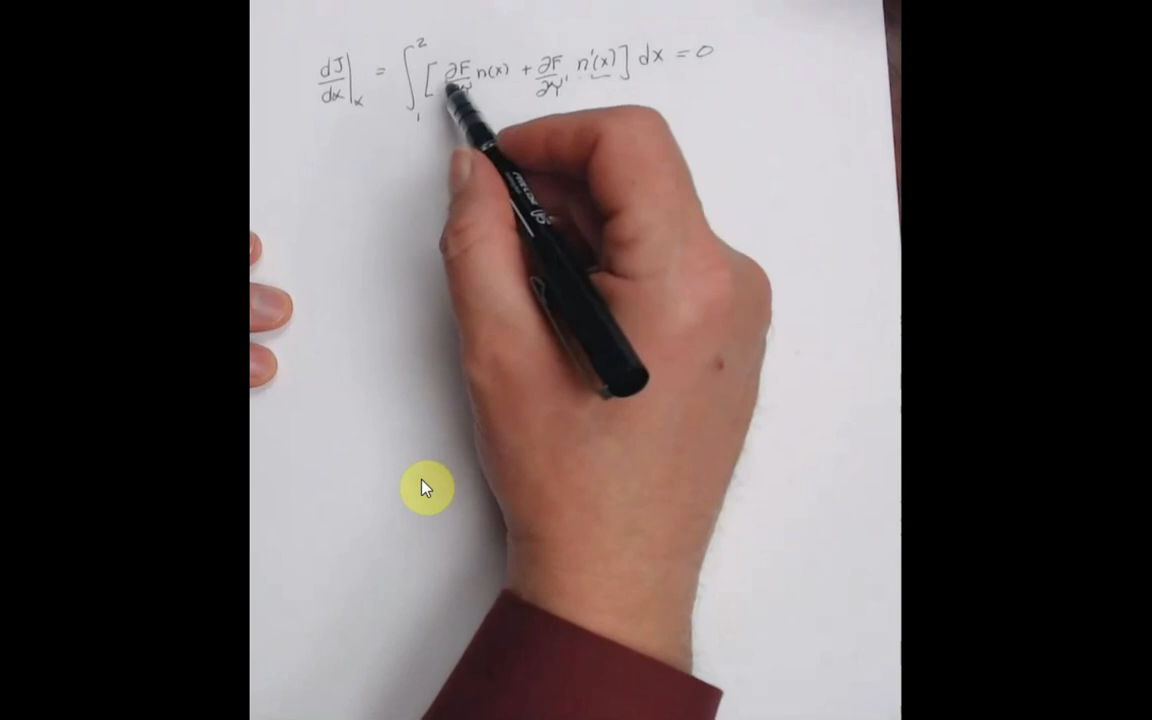 dJ/dα|α = ∫₁² [ ∂F/∂Y n(x) + ∂F/∂Y' n'(x) ] dx = 0